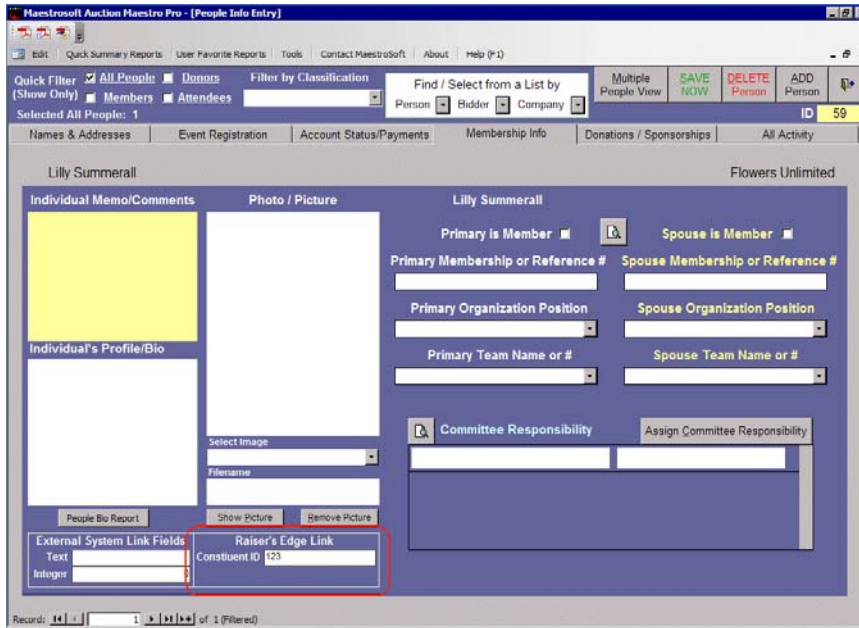 Maestrosoft Auction Maestro Pro - [People Info Entry]
Edit Quick Summary Reports User Favorite Reports Tools Contact MaestroSoft About Help (F1)
Quick Filter All People Donors Filter by Classification Find / Select from a List by Multiple People View SAVE NOW DELETE Person ADD Person
(Show Only) Members Attendees Person Bidder Company
Selected All People: 1 ID 59
Names & Addresses Event Registration Account Status/Payments Membership Info Donations / Sponsorships All Activity
Lilly Summerall Flowers Unlimited
Individual Memo/Comments Photo / Picture Lilly Summerall
Primary is Member Spouse is Member
Primary Membership or Reference # Spouse Membership or Reference #
Primary Organization Position Spouse Organization Position
Individual's Profile/Bio
Primary Team Name or # Spouse Team Name or #
Committee Responsibility Assign Committee Responsibility
Select Image
Filename
People Bio Report Show Picture Remove Picture
External System Link Fields Raiser's Edge Link
Text Constiuent ID 123
Integer
Record: 1 of 1 (Filtered)